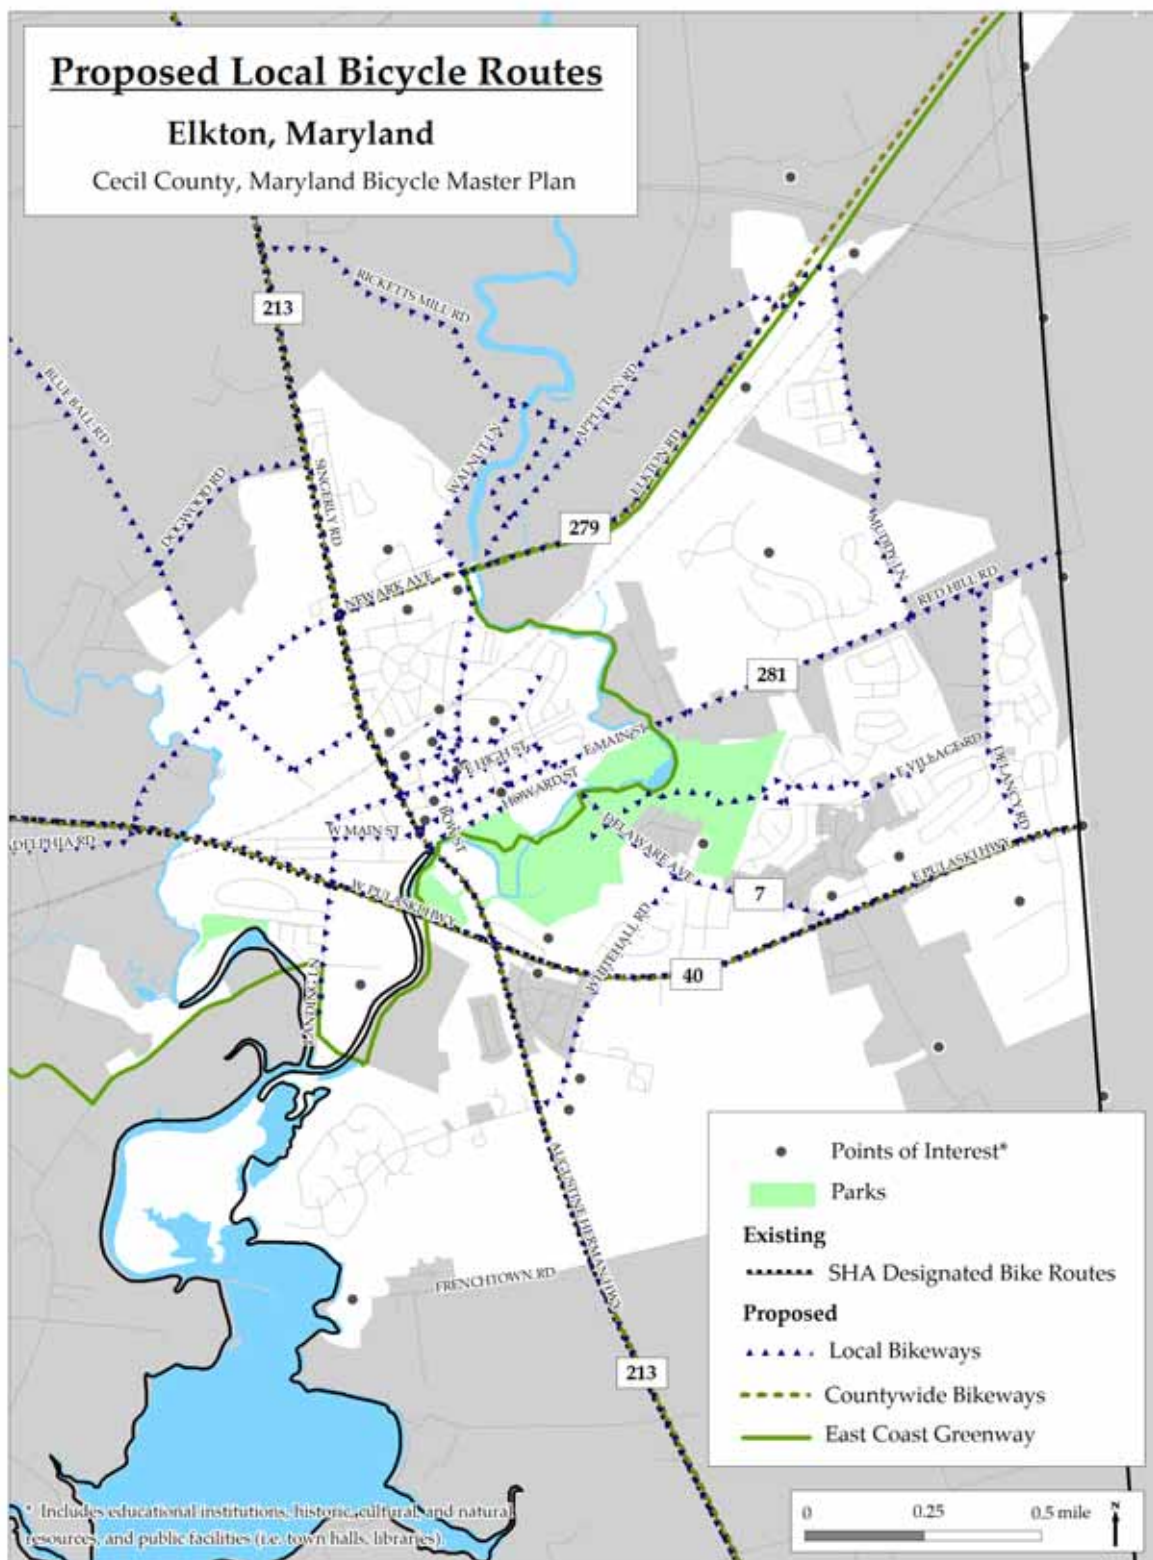 Proposed Local Bicycle Routes
Elkton, Maryland
Cecil County, Maryland Bicycle Master Plan
213
RICKETTS MILL RD
BLUE BALL RD
APPLETON RD
WALNUT LN
DOGWOOD RD
SINGERLY RD
ELKTON RD
279
MUDDY LN
NEWARK AVE
RED HILL RD
281
E MAIN ST
E HIGH ST
E VILLAGE RD
HOWARD ST
DELANCY RD
BOW ST
W MAIN ST
DELAWARE AVE
DELPHIA RD
W. PULASKI HWY
E PULASKI HWY
7
WHITEHALL RD
40
LANDING LN
AUGUSTINE HERMAN HWY
FRENCHTOWN RD
213
Points of Interest*
Parks
Existing
SHA Designated Bike Routes
Proposed
Local Bikeways
Countywide Bikeways
East Coast Greenway
* Includes educational institutions, historic, cultural, and natural
resources, and public facilities (i.e. town halls, libraries).
0 0.25 0.5 mile
N